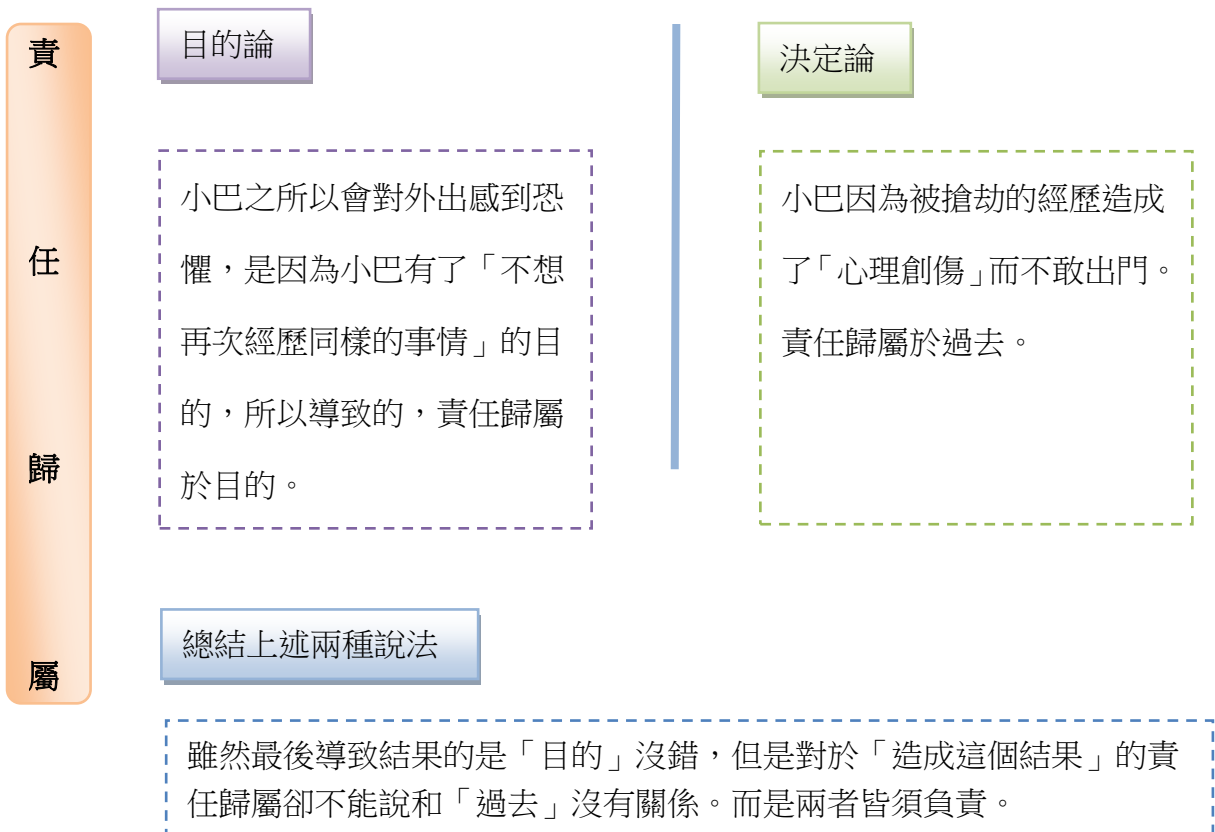 責
任
歸
屬
目的論
小巴之所以會對外出感到恐
懼，是因為小巴有了「不想
再次經歷同樣的事情」的目
的，所以導致的，責任歸屬
於目的。
決定論
小巴因為被搶劫的經歷造成
了「心理創傷」而不敢出門。
責任歸屬於過去。
總結上述兩種說法
雖然最後導致結果的是「目的」沒錯，但是對於「造成這個結果」的責
任歸屬卻不能說和「過去」沒有關係。而是兩者皆須負責。